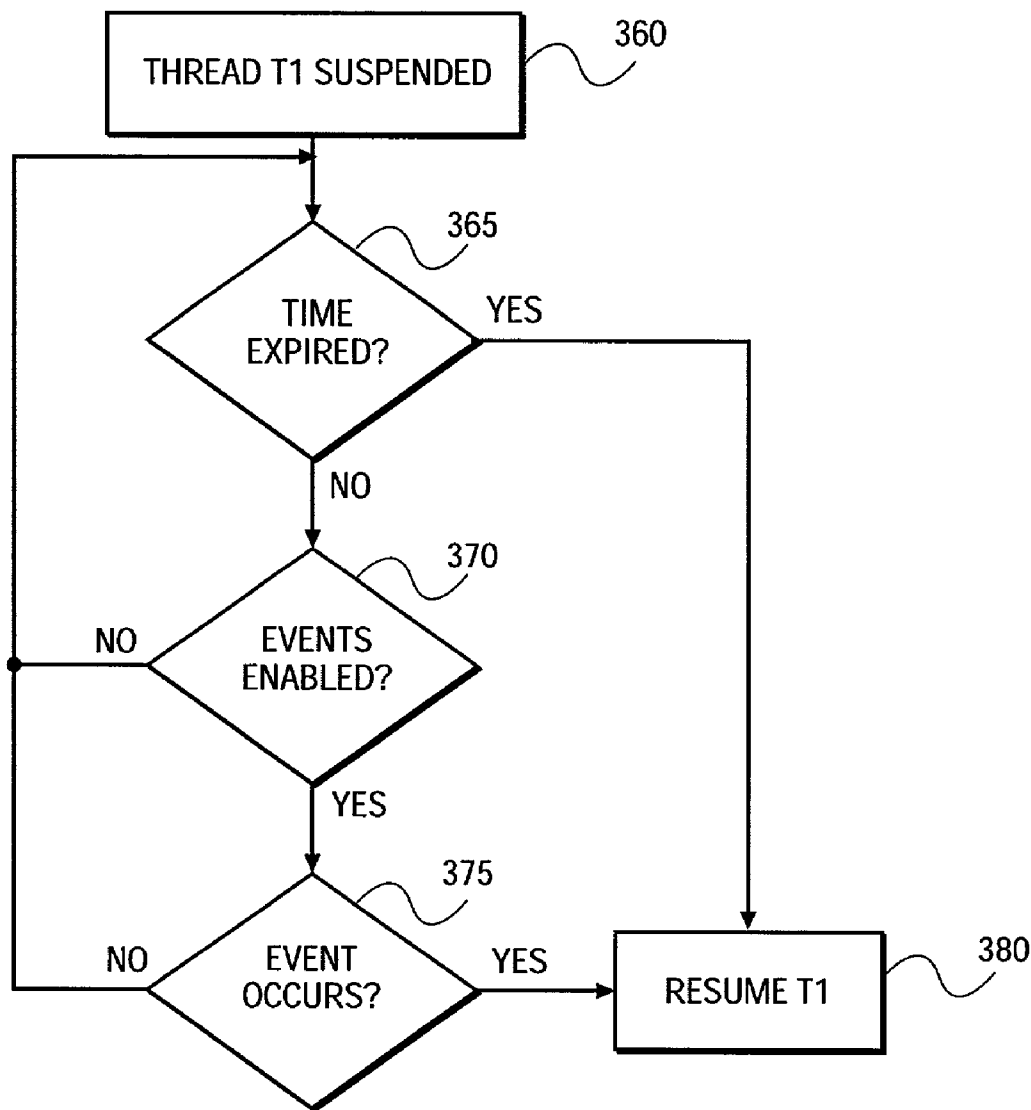 360
THREAD T1 SUSPENDED
365
TIME
EXPIRED?
YES
NO
370
EVENTS
ENABLED?
NO
YES
375
EVENT
OCCURS?
NO
YES
RESUME T1
380